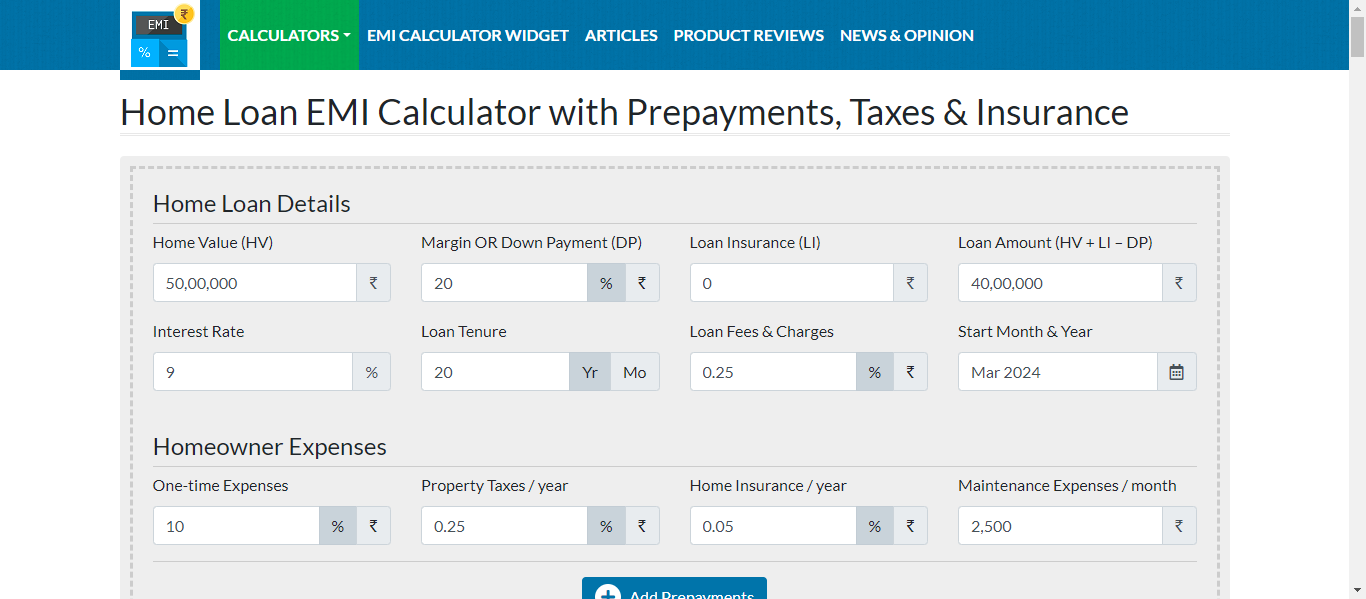 EMI ₹
% =
CALCULATORS EMI CALCULATOR WIDGET ARTICLES PRODUCT REVIEWS NEWS & OPINION
Home Loan EMI Calculator with Prepayments, Taxes & Insurance
Home Loan Details
Home Value (HV) Margin OR Down Payment (DP) Loan Insurance (LI) Loan Amount (HV + LI – DP)
50,00,000 ₹ 20 % ₹ 0 ₹ 40,00,000 ₹
Interest Rate Loan Tenure Loan Fees & Charges Start Month & Year
9 % 20 Yr Mo 0.25 % ₹ Mar 2024
Homeowner Expenses
One-time Expenses Property Taxes / year Home Insurance / year Maintenance Expenses / month
10 % ₹ 0.25 % ₹ 0.05 % ₹ 2,500 ₹
Add Prepayments